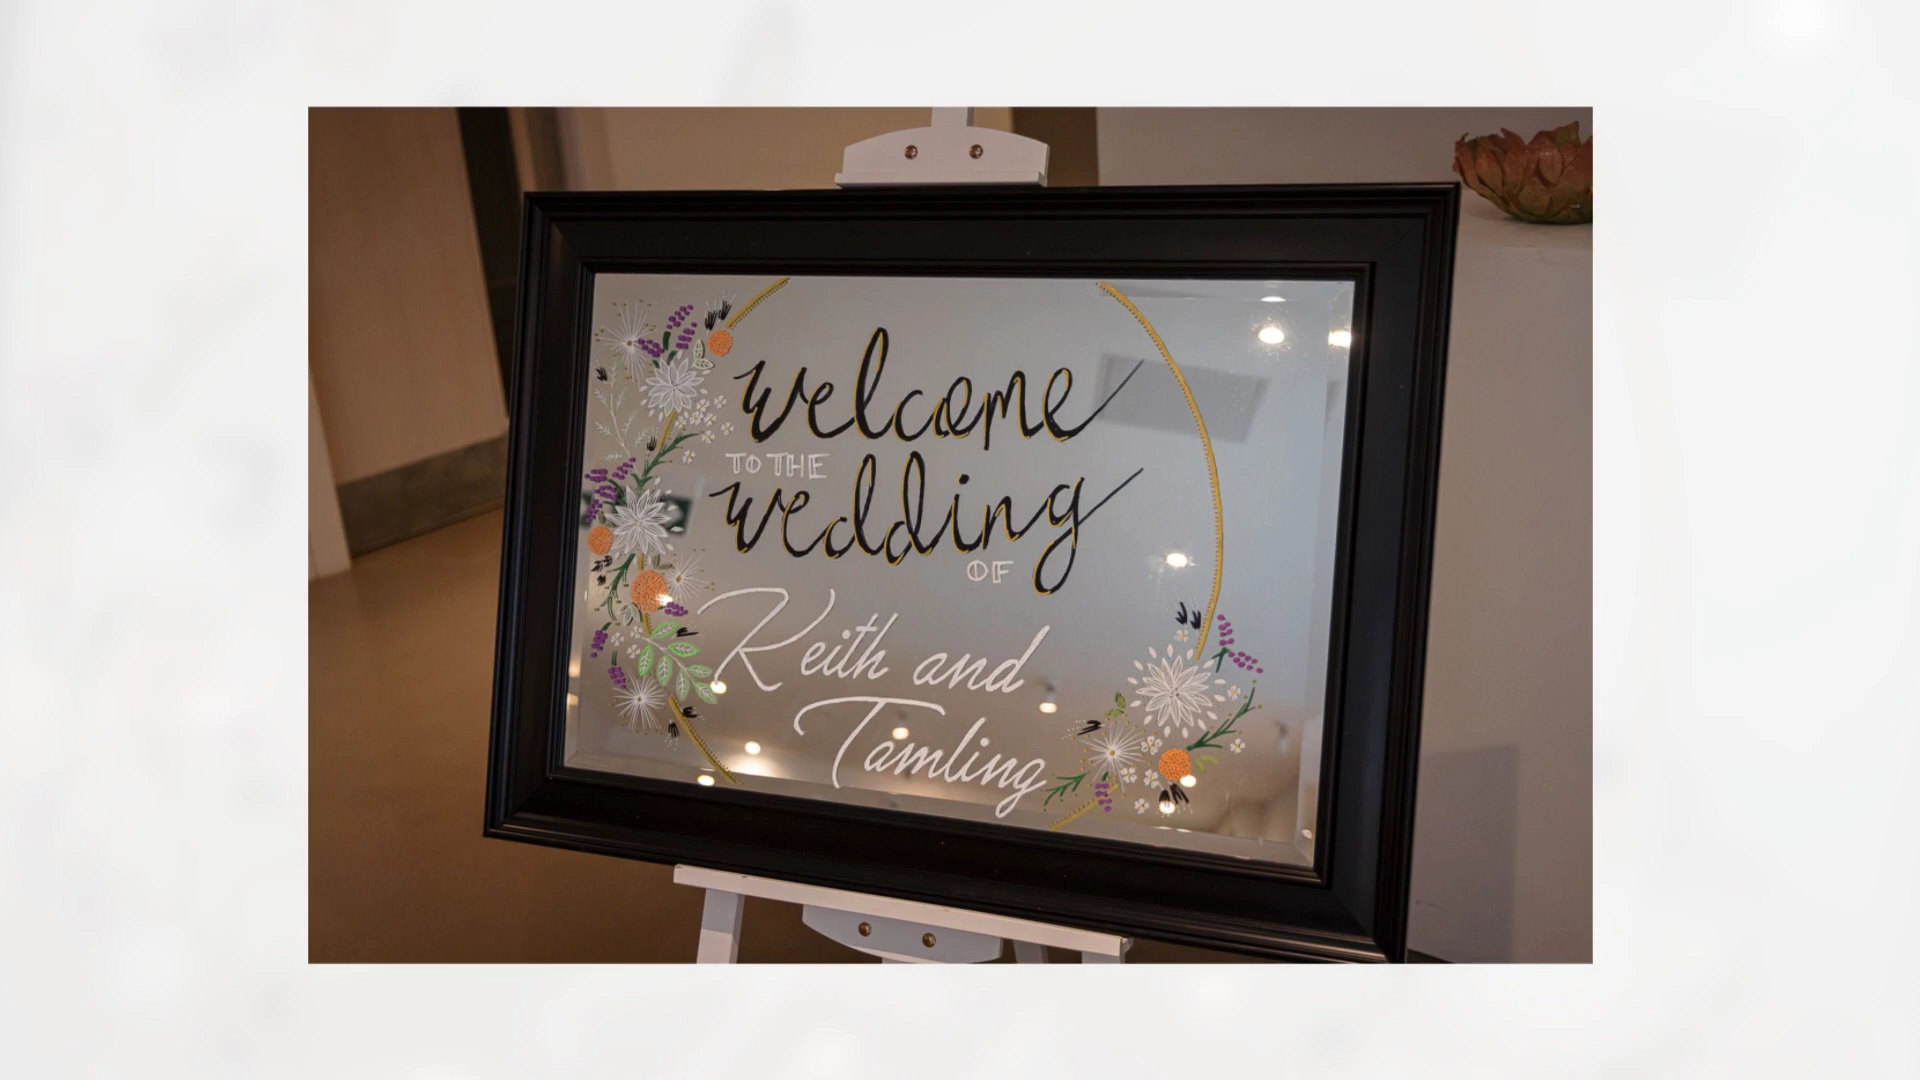 welcome
TO THE
wedding
OF
Keith and
Tamling